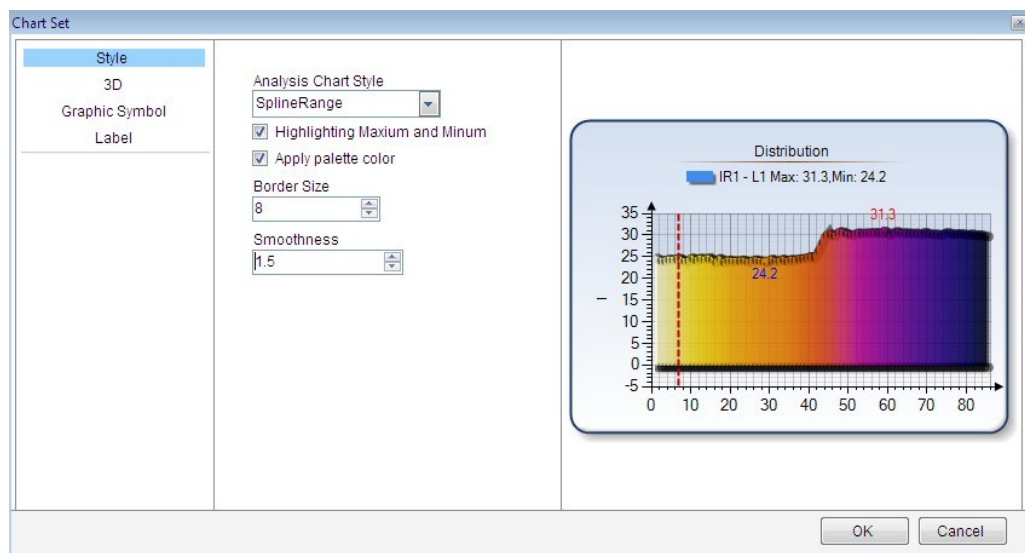 Chart Set
Style
3D
Graphic Symbol
Label
Analysis Chart Style
SplineRange
Highlighting Maxium and Minum
Apply palette color
Border Size
8
Smoothness
1.5
Distribution
IR1 - L1 Max: 31.3,Min: 24.2
35
30
25
20
15
10
5
0
-5
31.3
24.2
I
0 10 20 30 40 50 60 70 80
OK Cancel